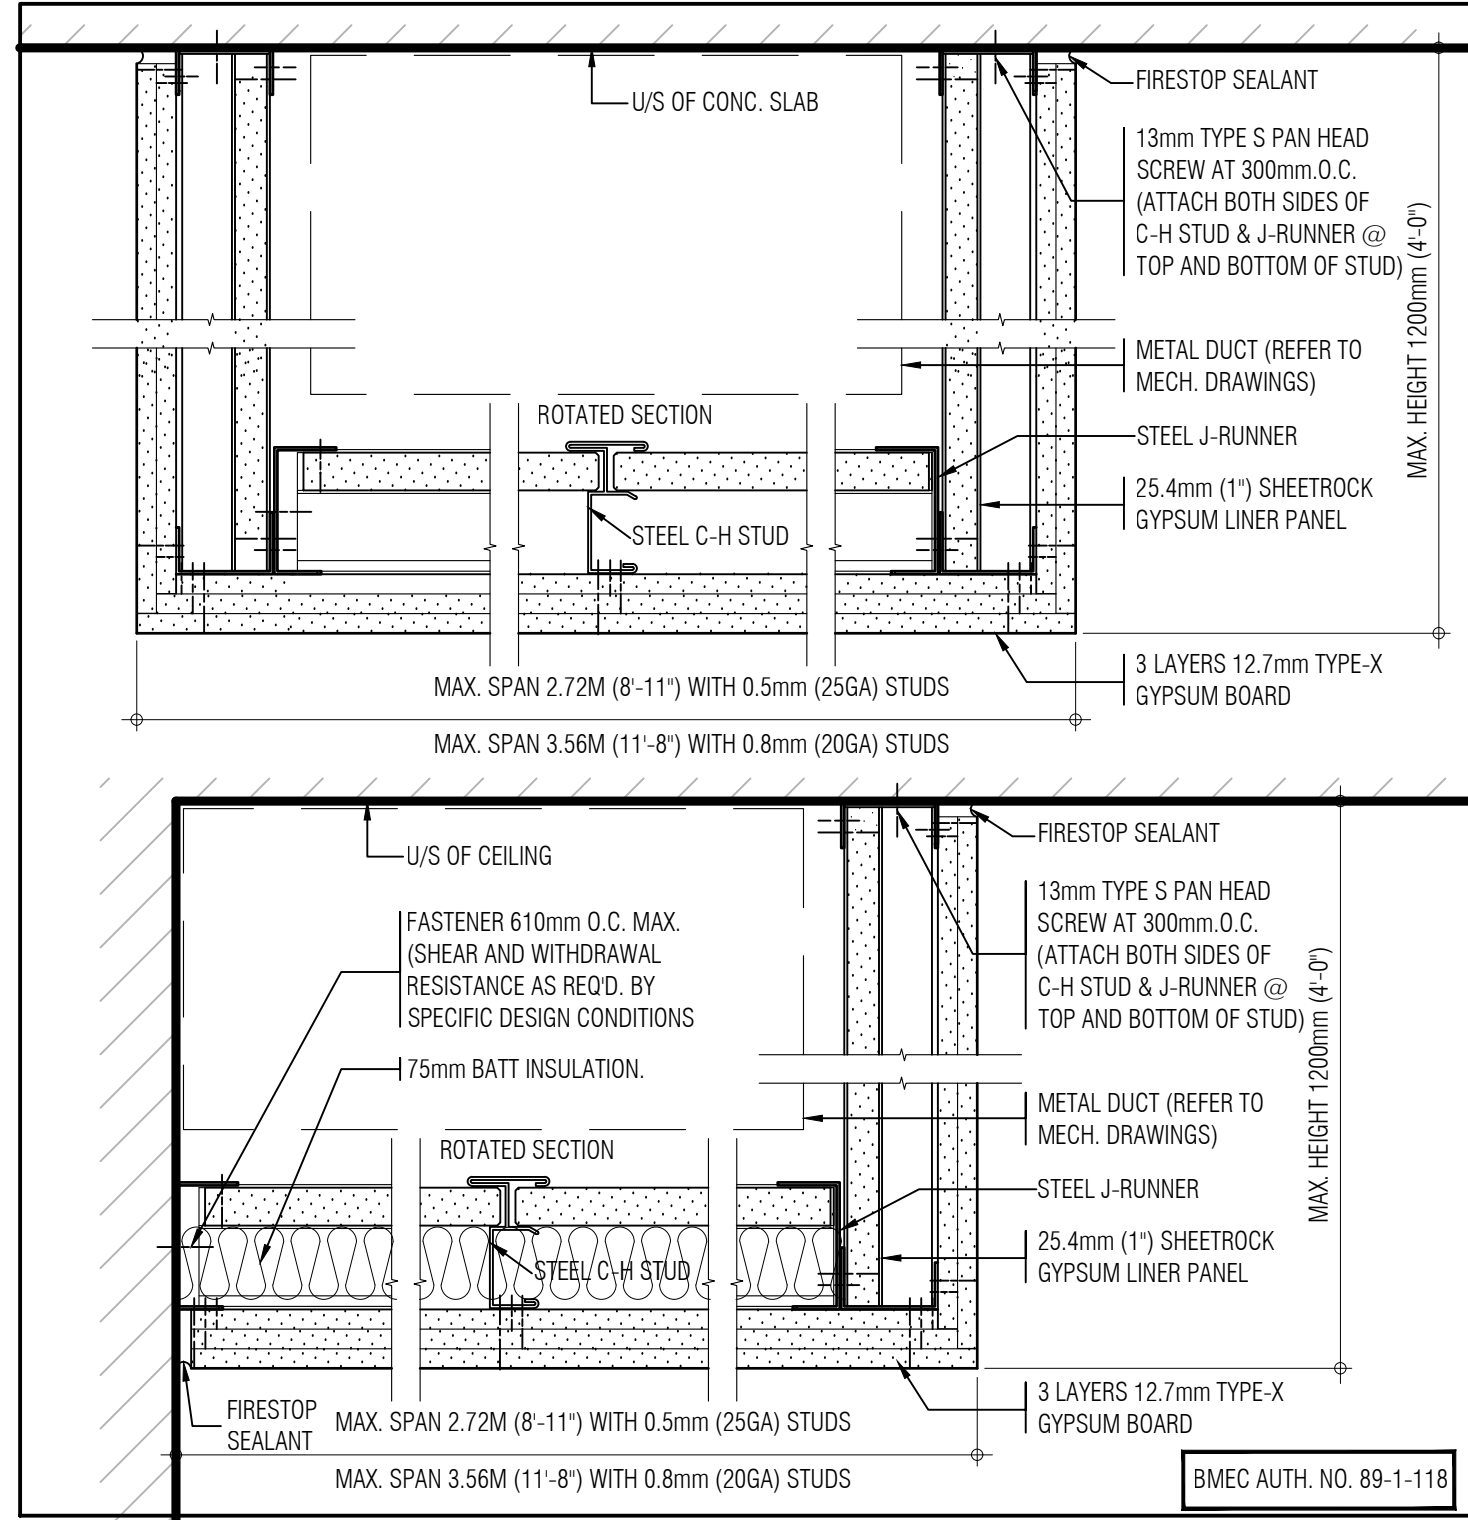 FIRESTOP SEALANT
U/S OF CONC. SLAB
13mm TYPE S PAN HEAD
SCREW AT 300mm.O.C.
(ATTACH BOTH SIDES OF
C-H STUD & J-RUNNER @
TOP AND BOTTOM OF STUD)
MAX. HEIGHT 1200mm (4'-0")
METAL DUCT (REFER TO
MECH. DRAWINGS)
ROTATED SECTION
STEEL J-RUNNER
25.4mm (1") SHEETROCK
GYPSUM LINER PANEL
STEEL C-H STUD
3 LAYERS 12.7mm TYPE-X
GYPSUM BOARD
MAX. SPAN 2.72M (8'-11") WITH 0.5mm (25GA) STUDS
MAX. SPAN 3.56M (11'-8") WITH 0.8mm (20GA) STUDS
FIRESTOP SEALANT
U/S OF CEILING
13mm TYPE S PAN HEAD
SCREW AT 300mm.O.C.
(ATTACH BOTH SIDES OF
C-H STUD & J-RUNNER @
TOP AND BOTTOM OF STUD)
FASTENER 610mm O.C. MAX.
(SHEAR AND WITHDRAWAL
RESISTANCE AS REQ'D. BY
SPECIFIC DESIGN CONDITIONS
75mm BATT INSULATION.
MAX. HEIGHT 1200mm (4'-0")
METAL DUCT (REFER TO
MECH. DRAWINGS)
ROTATED SECTION
STEEL J-RUNNER
25.4mm (1") SHEETROCK
GYPSUM LINER PANEL
STEEL C-H STUD
3 LAYERS 12.7mm TYPE-X
GYPSUM BOARD
FIRESTOP
SEALANT
MAX. SPAN 2.72M (8'-11") WITH 0.5mm (25GA) STUDS
MAX. SPAN 3.56M (11'-8") WITH 0.8mm (20GA) STUDS
BMEC AUTH. NO. 89-1-118